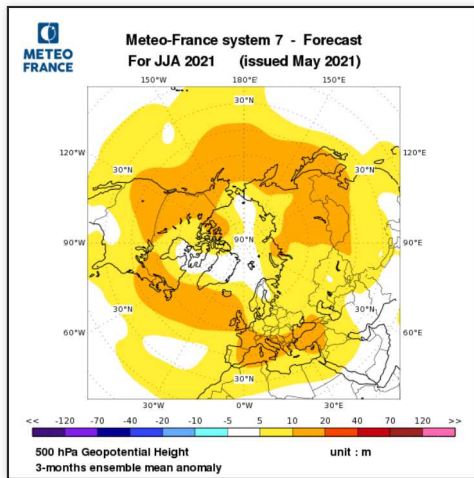 METEO
FRANCE
Meteo-France system 7 - Forecast
For JJA 2021 (issued May 2021)
150°W 180°E 150°E
30°N
120°W 120°E
30°N 30°N
90°W 90°N 90°E
30°N 30°N
60°W 60°E
30°N
30°W 0°W 30°E
<< -120 -70 -40 -20 -10 -5 5 10 20 40 70 120 >>
500 hPa Geopotential Height unit : m
3-months ensemble mean anomaly